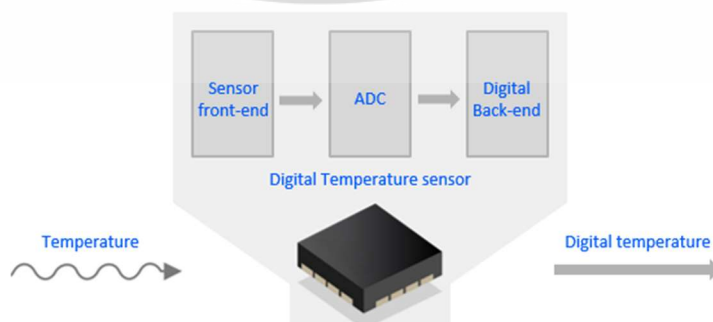 Sensor
front-end
ADC
Digital
Back-end
Digital Temperature sensor
Temperature
Digital temperature